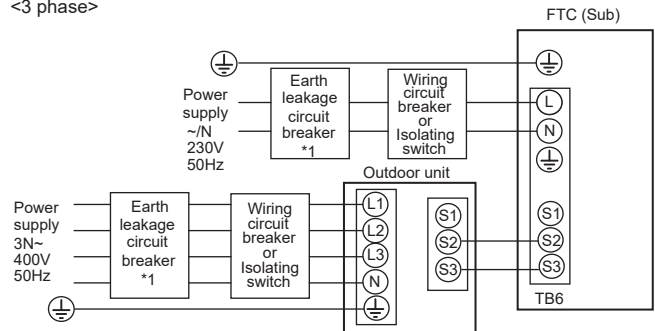 <3 phase>
FTC (Sub)
Power
supply
~/N
230V
50Hz
Earth
leakage
circuit
breaker
*1
Wiring
circuit
breaker
or
Isolating
switch
L
N
S1
S2
S3
TB6
Outdoor unit
Power
supply
3N~
400V
50Hz
Earth
leakage
circuit
breaker
*1
Wiring
circuit
breaker
or
Isolating
switch
L1
L2
L3
N
S1
S2
S3